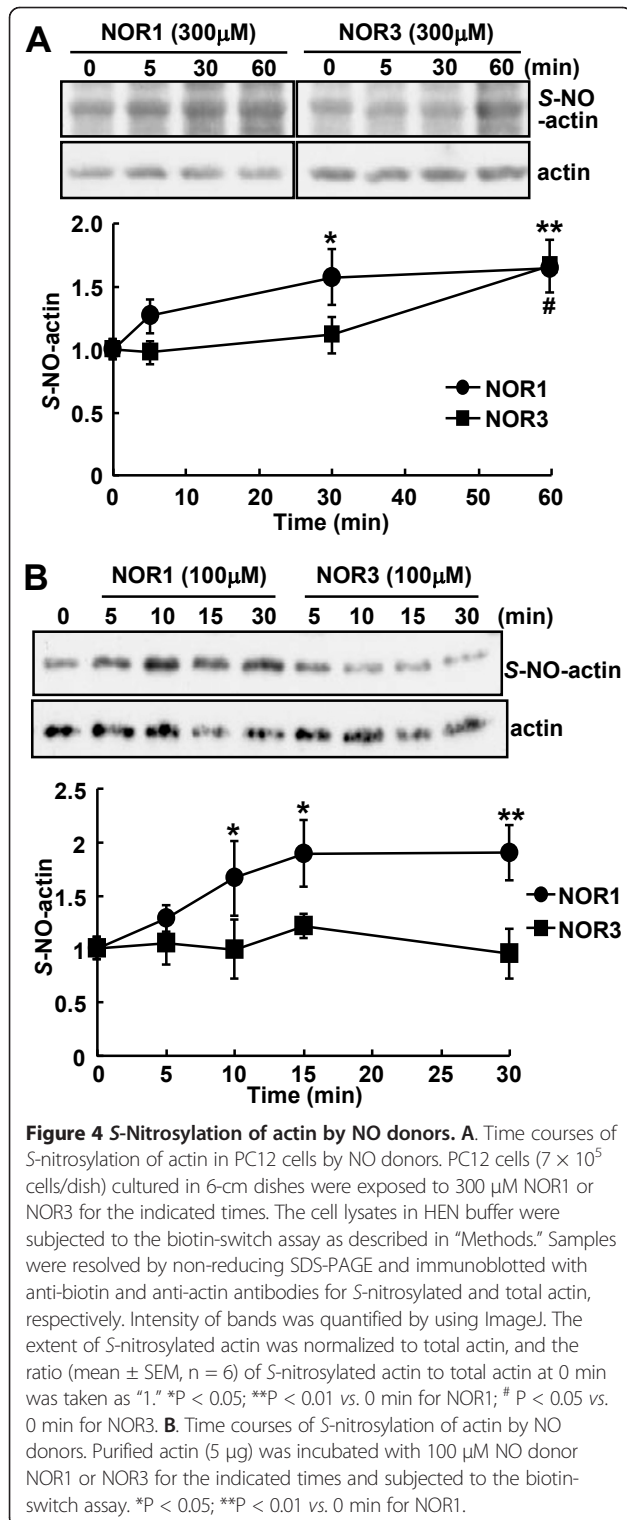 A
NOR1 (300μM) NOR3 (300μM)
0 5 30 60 0 5 30 60 (min)
S-NO
-actin
actin
2.0
1.5
1.0
0.5
0
S-NO-actin
* ** #
NOR1
NOR3
0 10 20 30 40 50 60
Time (min)
B
NOR1 (100μM) NOR3 (100μM)
0 5 10 15 30 5 10 15 30 (min)
S-NO-actin
actin
2.5
2
1.5
1
0.5
0
S-NO-actin
* * **
NOR1
NOR3
0 5 10 15 20 25 30
Time (min)
Figure 4 S-Nitrosylation of actin by NO donors. A. Time courses of
S-nitrosylation of actin in PC12 cells by NO donors. PC12 cells (7 × 10⁵
cells/dish) cultured in 6-cm dishes were exposed to 300 μM NOR1 or
NOR3 for the indicated times. The cell lysates in HEN buffer were
subjected to the biotin-switch assay as described in “Methods.” Samples
were resolved by non-reducing SDS-PAGE and immunoblotted with
anti-biotin and anti-actin antibodies for S-nitrosylated and total actin,
respectively. Intensity of bands was quantified by using ImageJ. The
extent of S-nitrosylated actin was normalized to total actin, and the
ratio (mean ± SEM, n = 6) of S-nitrosylated actin to total actin at 0 min
was taken as “1.” *P < 0.05; **P < 0.01 vs. 0 min for NOR1; # P < 0.05 vs.
0 min for NOR3. B. Time courses of S-nitrosylation of actin by NO
donors. Purified actin (5 μg) was incubated with 100 μM NO donor
NOR1 or NOR3 for the indicated times and subjected to the biotin-
switch assay. *P < 0.05; **P < 0.01 vs. 0 min for NOR1.